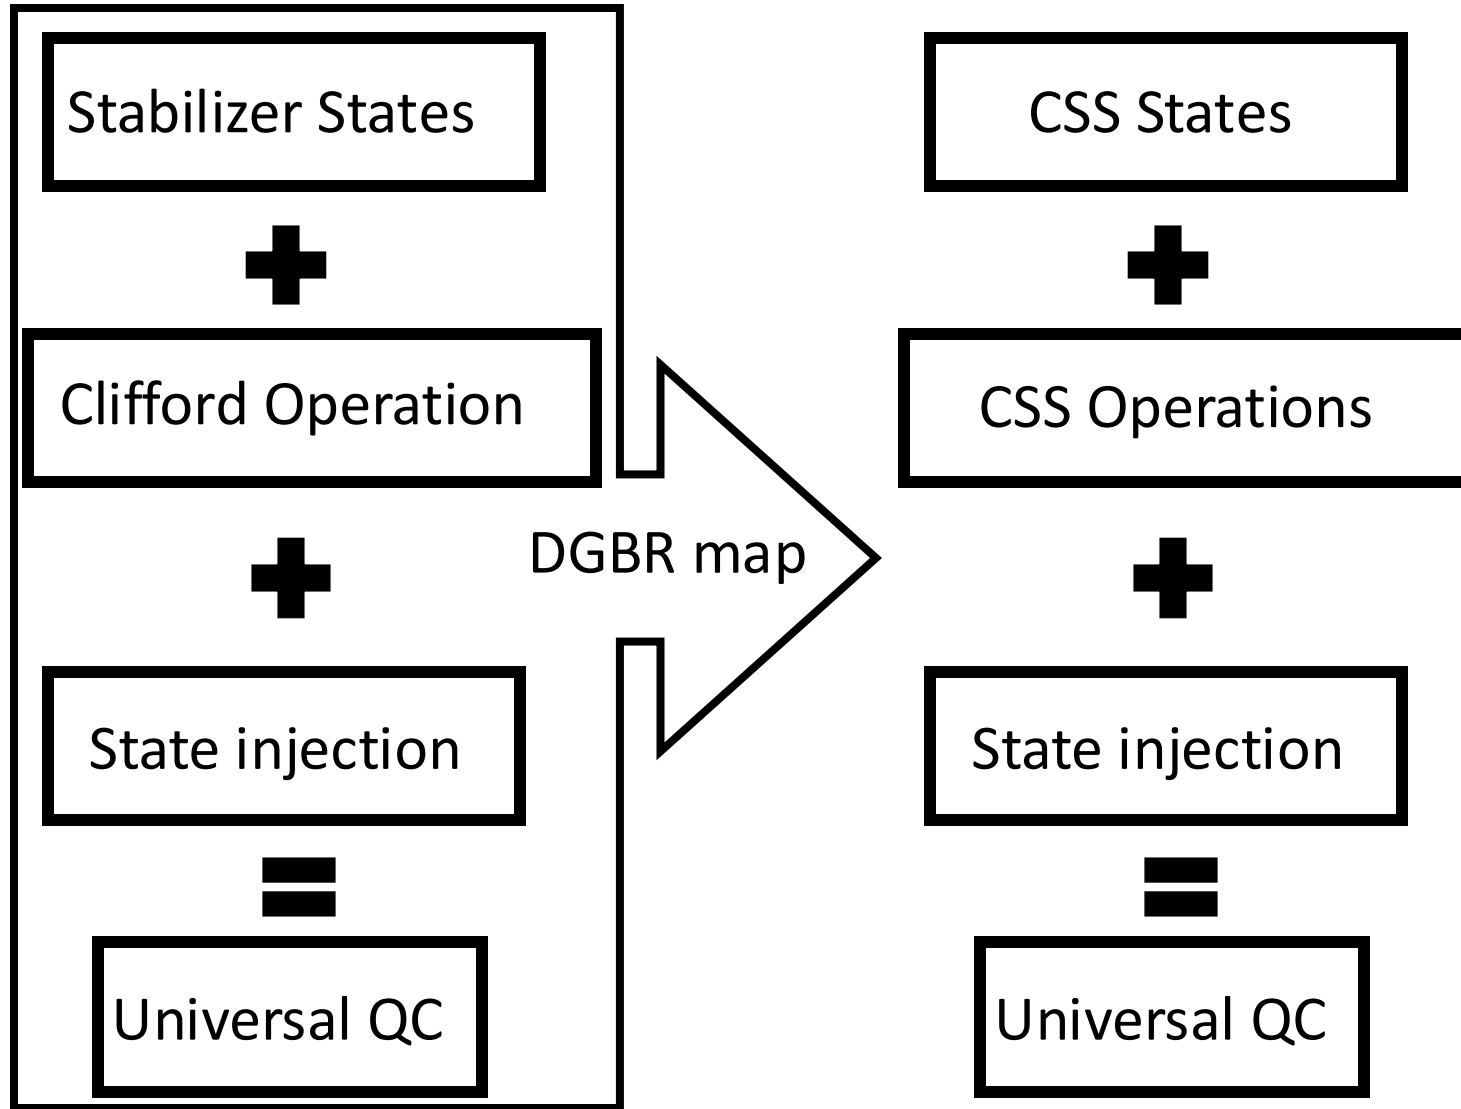 Stabilizer States
Clifford Operation
State injection
Universal QC
DGBR map
CSS States
CSS Operations
State injection
Universal QC